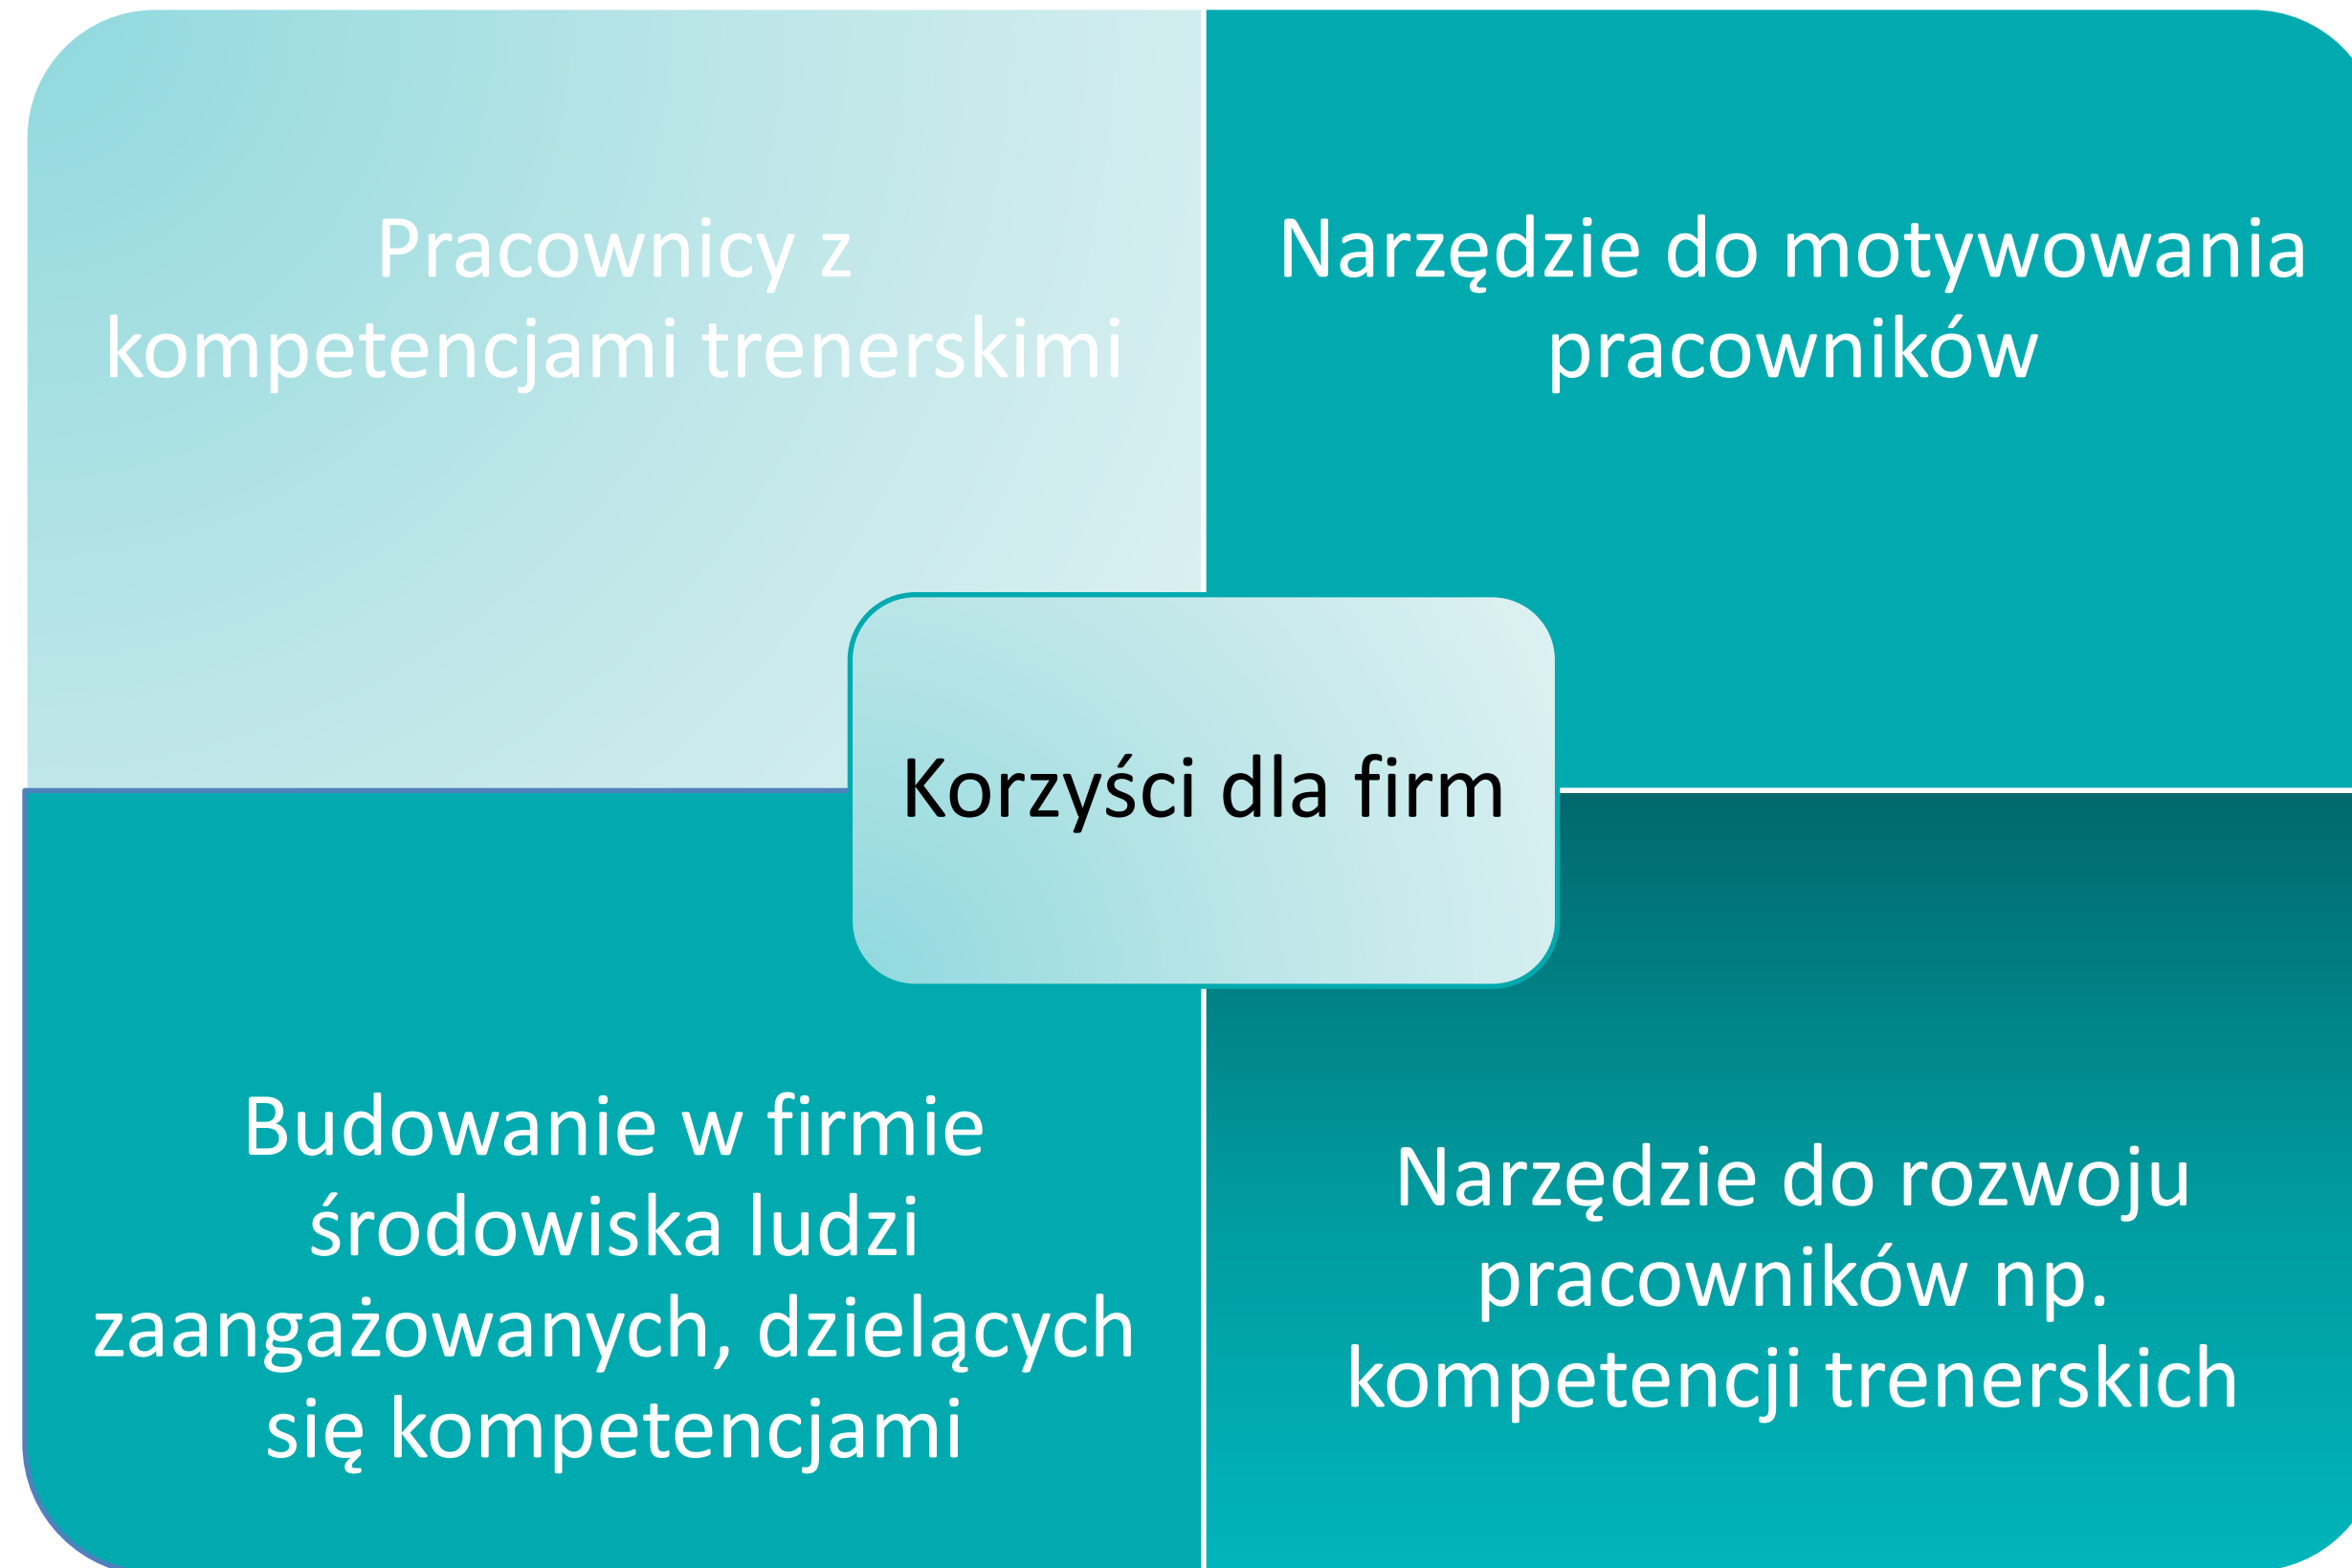 Pracownicy z
kompetencjami trenerskimi
Narzędzie do motywowania
pracowników
Korzyści dla firm
Budowanie w firmie
środowiska ludzi
zaangażowanych, dzielących
się kompetencjami
Narzędzie do rozwoju
pracowników np.
kompetencji trenerskich